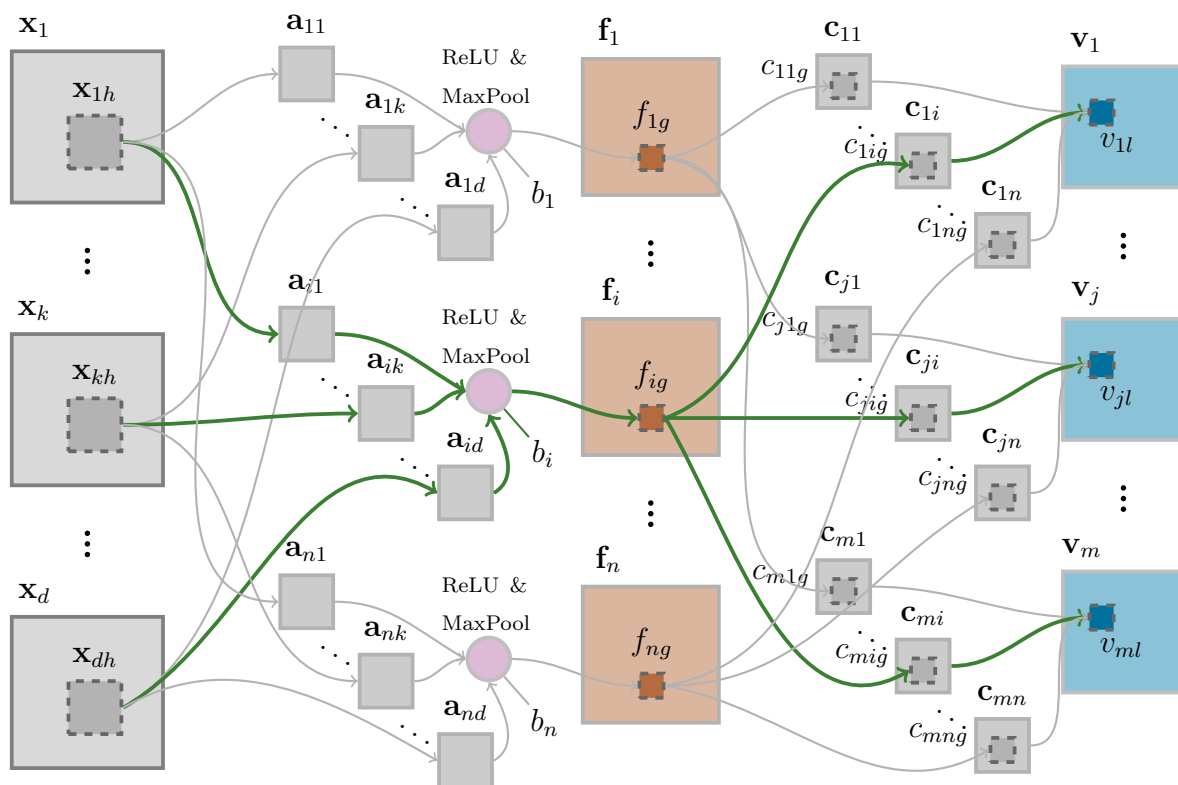 x₁
x₁ₕ
a₁₁
ReLU &
MaxPool
a₁ₖ
a₁d
b₁
f₁
f₁g
c₁₁
c₁₁g
c₁ᵢ
c₁ᵢg
c₁ₙ
c₁ₙg
v₁
v₁ₗ
xₖ
xₖₕ
aᵢ₁
ReLU &
MaxPool
aᵢₖ
aᵢd
bᵢ
fᵢ
fᵢg
cⱼ₁
cⱼ₁g
cⱼᵢ
cⱼᵢg
cⱼₙ
cⱼₙg
vⱼ
vⱼₗ
x_d
x_dh
aₙ₁
ReLU &
MaxPool
aₙₖ
aₙd
bₙ
fₙ
fₙg
cₘ₁
cₘ₁g
cₘᵢ
cₘᵢg
cₘₙ
cₘₙg
vₘ
vₘₗ